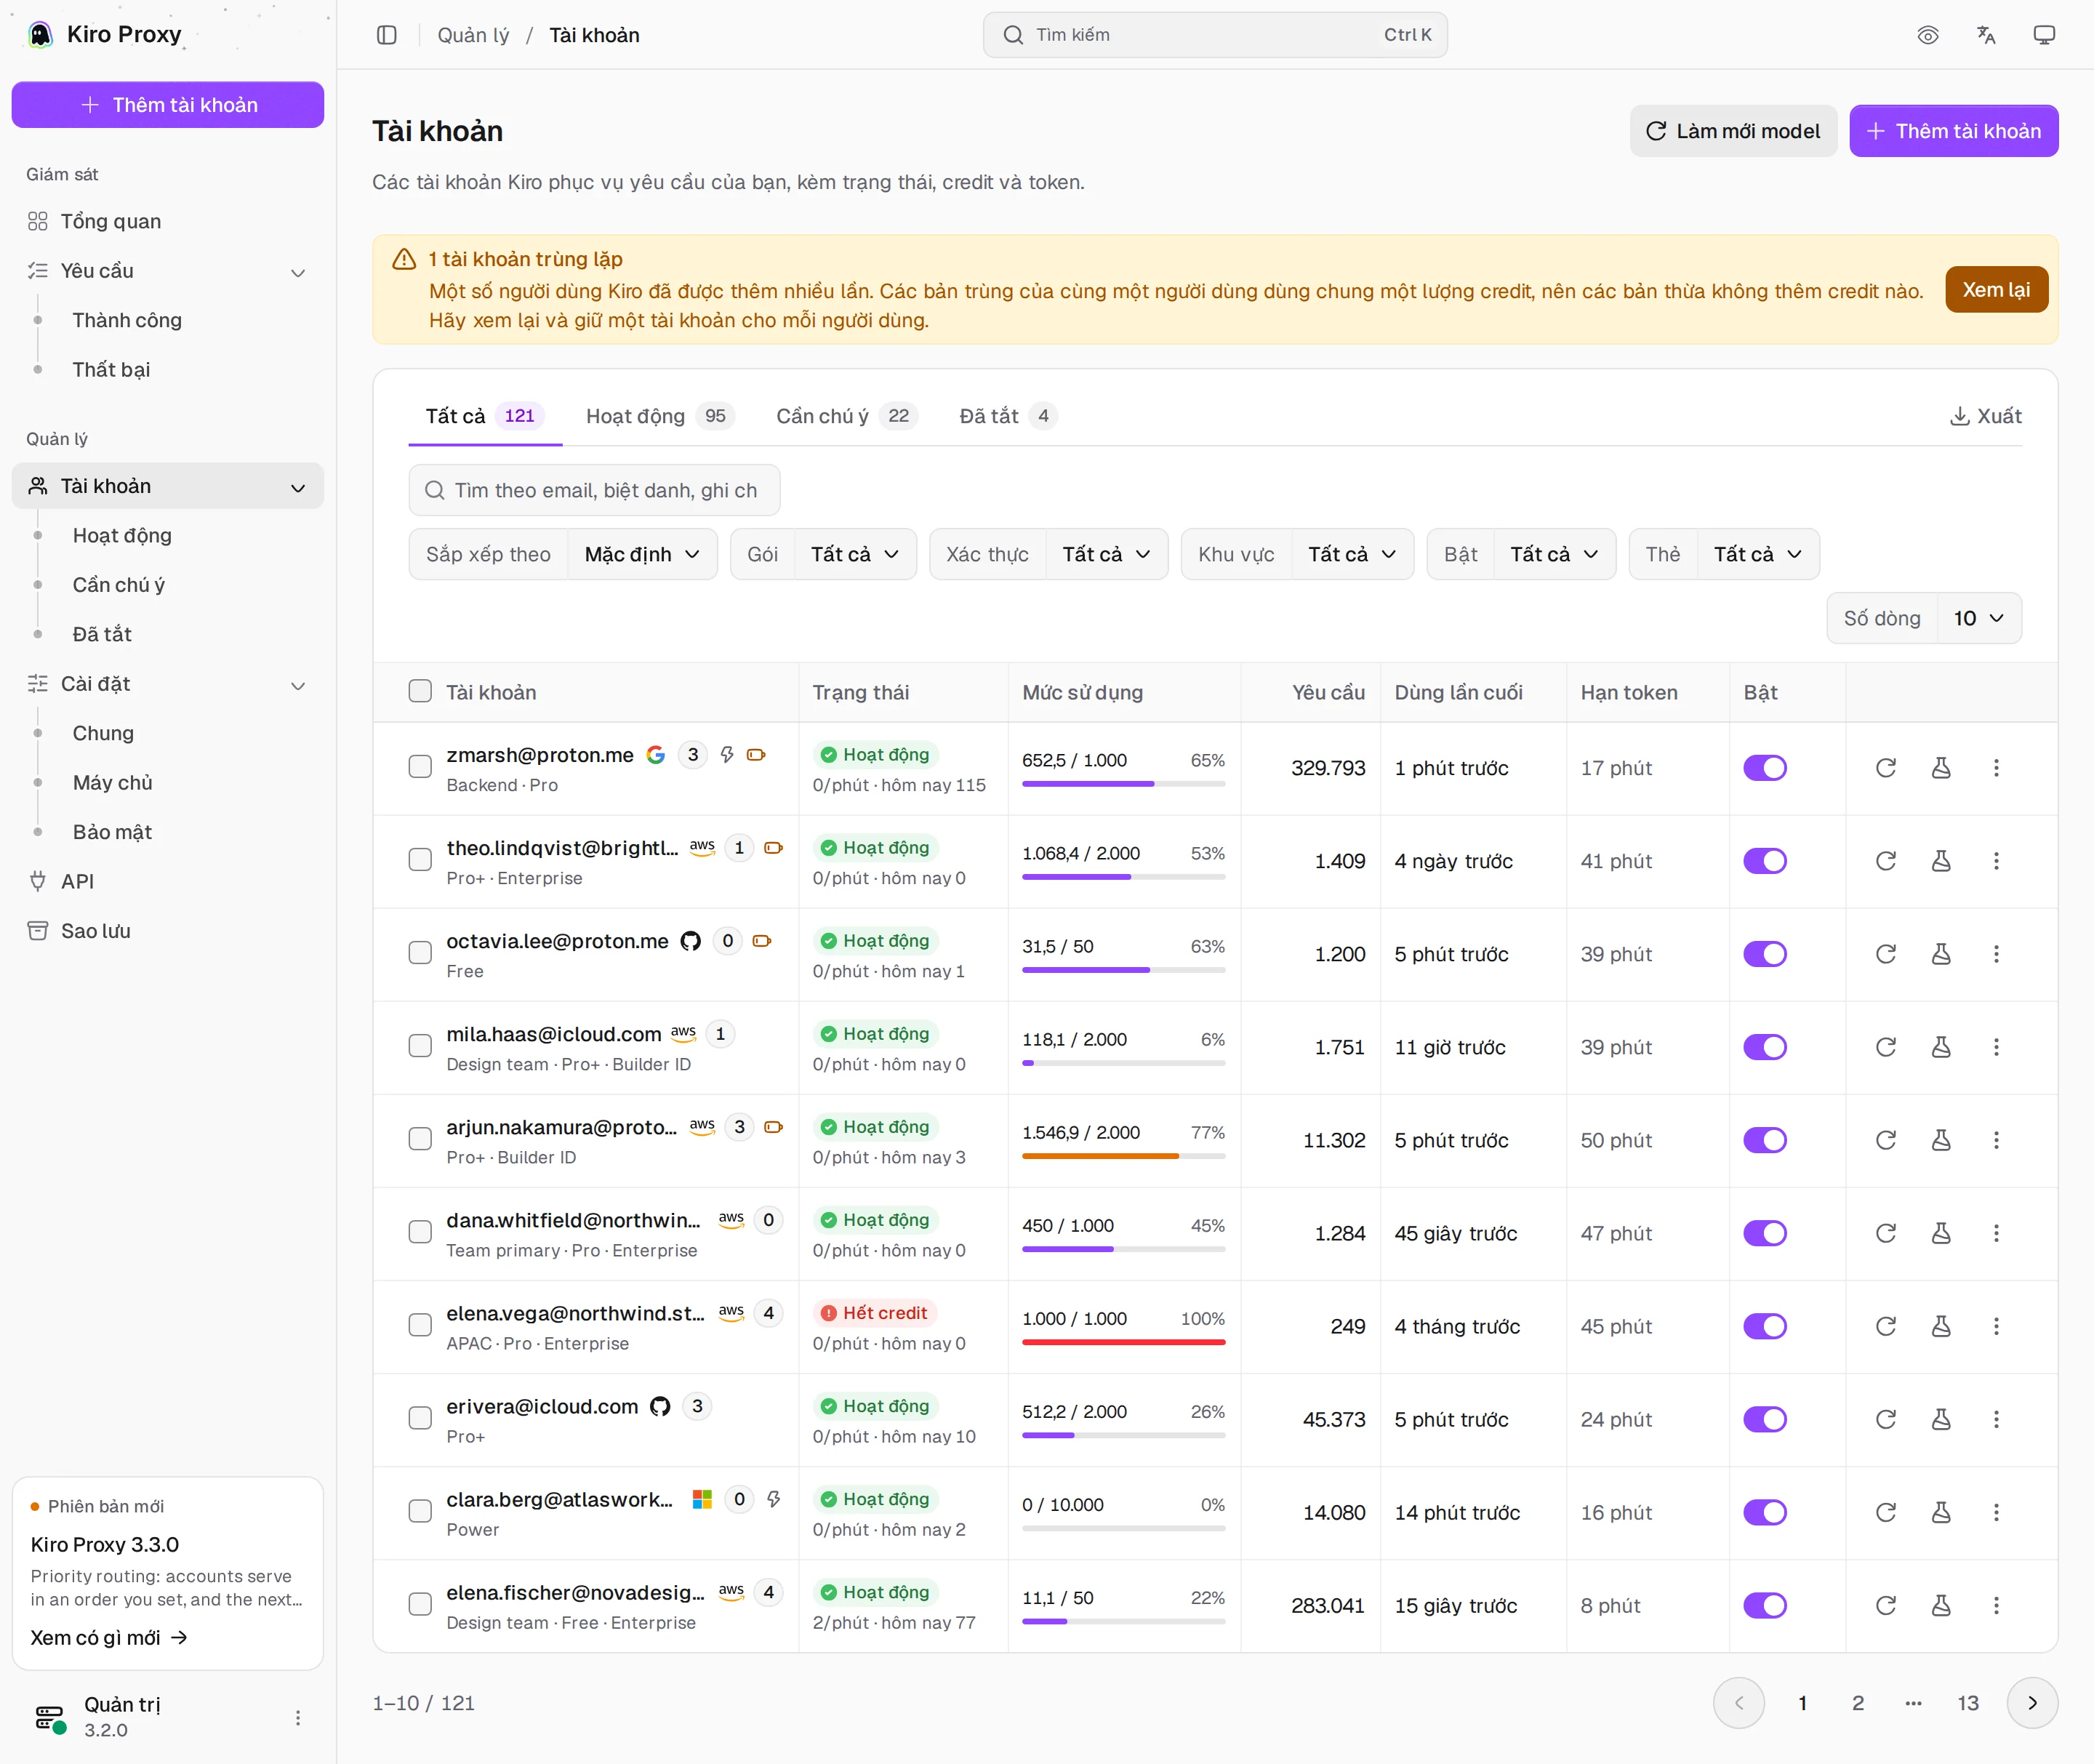 Kiro Proxy
Thêm tài khoản
Giám sát
Tổng quan
Yêu cầu
Thành công
Thất bại
Quản lý
Tài khoản
Hoạt động
Cần chú ý
Đã tắt
Cài đặt
Chung
Máy chủ
Bảo mật
API
Sao lưu
Phiên bản mới
Kiro Proxy 3.3.0
Priority routing: accounts serve
in an order you set, and the next...
Xem có gì mới
Quản trị
3.2.0
Quản lý / Tài khoản
Tìm kiếm Ctrl K
Tài khoản
Các tài khoản Kiro phục vụ yêu cầu của bạn, kèm trạng thái, credit và token.
Làm mới model
Thêm tài khoản
1 tài khoản trùng lặp
Một số người dùng Kiro đã được thêm nhiều lần. Các bản trùng của cùng một người dùng dùng chung một lượng credit, nên các bản thừa không thêm credit nào.
Hãy xem lại và giữ một tài khoản cho mỗi người dùng.
Xem lại
Tất cả 121 Hoạt động 95 Cần chú ý 22 Đã tắt 4 Xuất
Tìm theo email, biệt danh, ghi ch
Sắp xếp theo Mặc định Gói Tất cả Xác thực Tất cả Khu vực Tất cả Bật Tất cả Thẻ Tất cả
Số dòng 10
Tài khoản Trạng thái Mức sử dụng Yêu cầu Dùng lần cuối Hạn token Bật
zmarsh@proton.me 3 Hoạt động 652,5 / 1.000 65% 329.793 1 phút trước 17 phút
Backend · Pro 0/phút · hôm nay 115
theo.lindqvist@brightl... aws 1 Hoạt động 1.068,4 / 2.000 53% 1.409 4 ngày trước 41 phút
Pro+ · Enterprise 0/phút · hôm nay 0
octavia.lee@proton.me 0 Hoạt động 31,5 / 50 63% 1.200 5 phút trước 39 phút
Free 0/phút · hôm nay 1
mila.haas@icloud.com aws 1 Hoạt động 118,1 / 2.000 6% 1.751 11 giờ trước 39 phút
Design team · Pro+ · Builder ID 0/phút · hôm nay 0
arjun.nakamura@proto... aws 3 Hoạt động 1.546,9 / 2.000 77% 11.302 5 phút trước 50 phút
Pro+ · Builder ID 0/phút · hôm nay 3
dana.whitfield@northwin... aws 0 Hoạt động 450 / 1.000 45% 1.284 45 giây trước 47 phút
Team primary · Pro · Enterprise 0/phút · hôm nay 0
elena.vega@northwind.st... aws 4 Hết credit 1.000 / 1.000 100% 249 4 tháng trước 45 phút
APAC · Pro · Enterprise 0/phút · hôm nay 0
erivera@icloud.com 3 Hoạt động 512,2 / 2.000 26% 45.373 5 phút trước 24 phút
Pro+ 0/phút · hôm nay 10
clara.berg@atlaswork... 0 Hoạt động 0 / 10.000 0% 14.080 14 phút trước 16 phút
Power 0/phút · hôm nay 2
elena.fischer@novadesig... aws 4 Hoạt động 11,1 / 50 22% 283.041 15 giây trước 8 phút
Design team · Free · Enterprise 2/phút · hôm nay 77
1–10 / 121 1 2 ··· 13